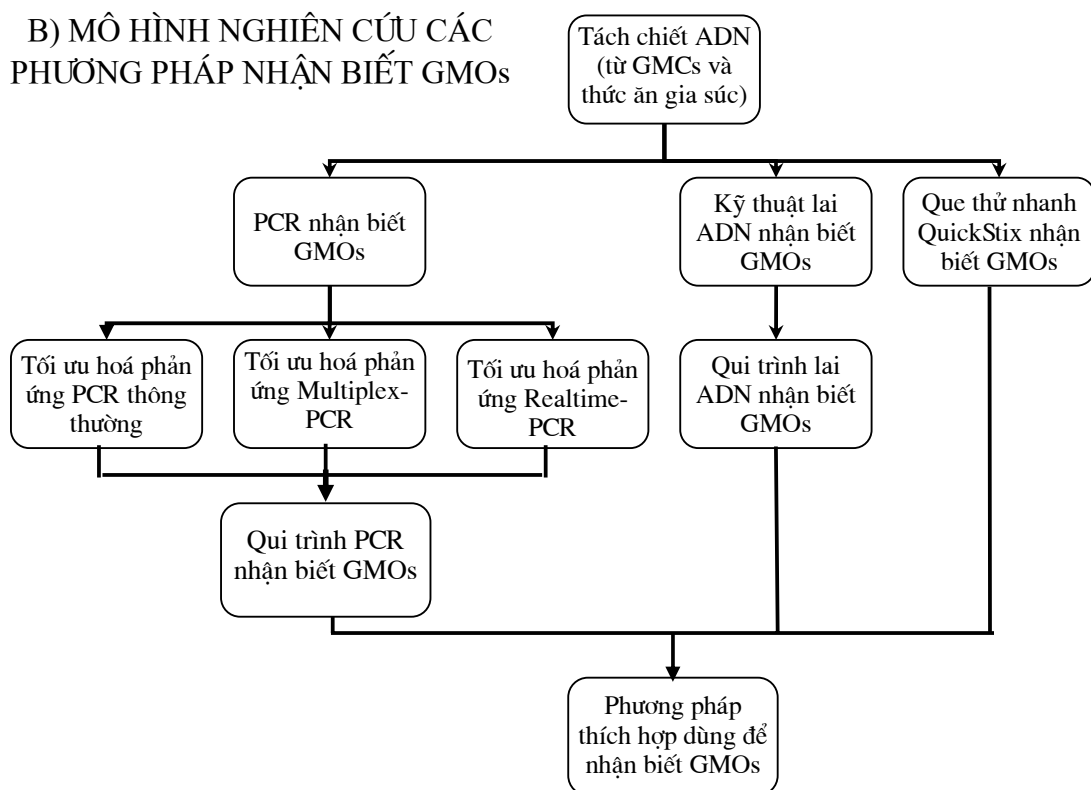 B) MÔ HÌNH NGHIÊN CỨU CÁC
PHƯƠNG PHÁP NHẬN BIẾT GMOs
Tách chiết ADN
(từ GMCs và
thức ăn gia súc)
PCR nhận biết
GMOs
Kỹ thuật lai
ADN nhận biết
GMOs
Que thử nhanh
QuickStix nhận
biết GMOs
Tối ưu hoá phản
ứng PCR thông
thường
Tối ưu hoá phản
ứng Multiplex-
PCR
Tối ưu hoá phản
ứng Realtime-
PCR
Qui trình lai
ADN nhận biết
GMOs
Qui trình PCR
nhận biết GMOs
Phương pháp
thích hợp dùng để
nhận biết GMOs